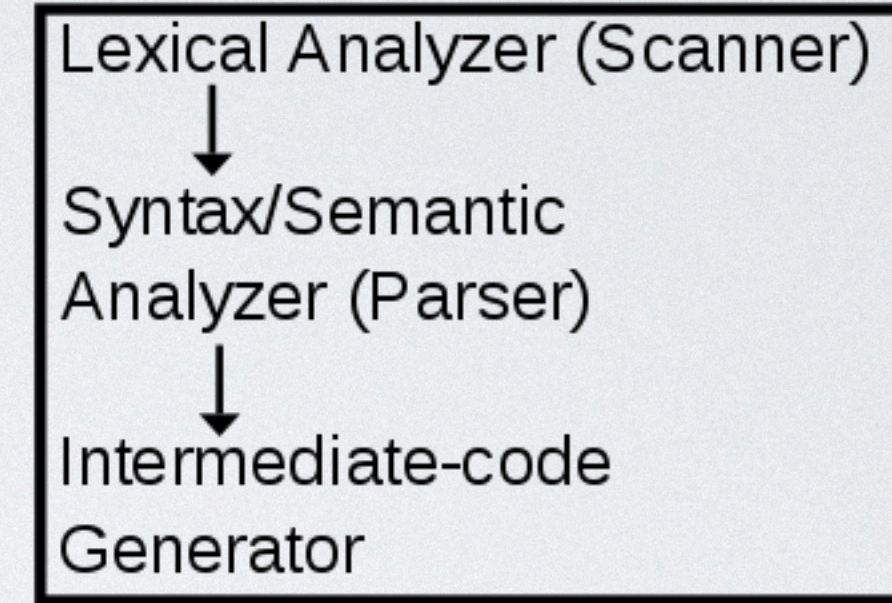 Lexical Analyzer (Scanner)
Syntax/Semantic
Analyzer (Parser)
Intermediate-code
Generator